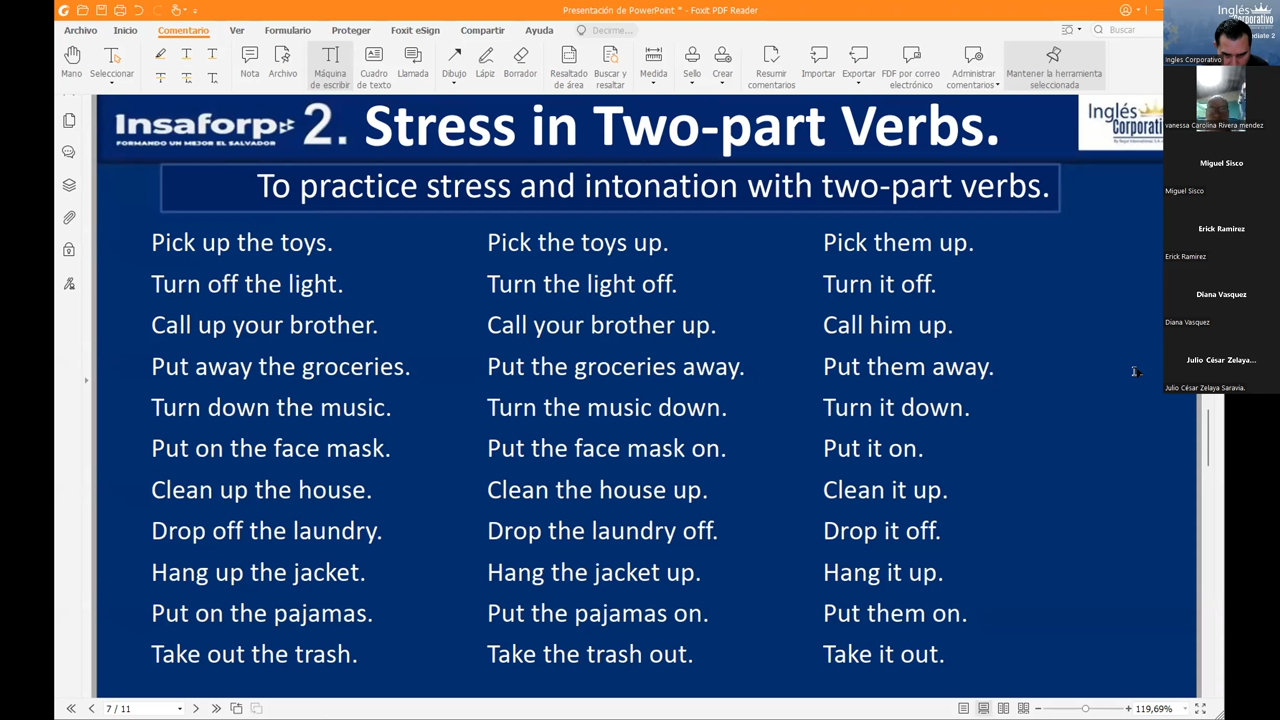 Presentación de PowerPoint * - Foxit PDF Reader
Archivo Inicio Comentario Ver Formulario Proteger Foxit eSign Compartir Ayuda Decirme... Buscar
Mano Seleccionar Nota Archivo Máquina de escribir Cuadro de texto Llamada Dibujo Lápiz Borrador Resaltado de área Buscar y resaltar Medida Sello Crear Resumir comentarios Importar Exportar PDF por correo electrónico Administrar comentarios Mantener la herramienta seleccionada
Insaforp 2. Stress in Two-part Verbs.
FORMANDO UN MEJOR EL SALVADOR
Inglés
Corporativo
To practice stress and intonation with two-part verbs.
Pick up the toys. Pick the toys up. Pick them up.
Turn off the light. Turn the light off. Turn it off.
Call up your brother. Call your brother up. Call him up.
Put away the groceries. Put the groceries away. Put them away.
Turn down the music. Turn the music down. Turn it down.
Put on the face mask. Put the face mask on. Put it on.
Clean up the house. Clean the house up. Clean it up.
Drop off the laundry. Drop the laundry off. Drop it off.
Hang up the jacket. Hang the jacket up. Hang it up.
Put on the pajamas. Put the pajamas on. Put them on.
Take out the trash. Take the trash out. Take it out.
7 / 11
119,69%
Inglés
Corporativo
Ingles Corporativo
vanessa Carolina Rivera mendez
Miguel Sisco
Miguel Sisco
Erick Ramirez
Erick Ramirez
Diana Vasquez
Diana Vasquez
Julio César Zelaya...
Julio César Zelaya Saravia.